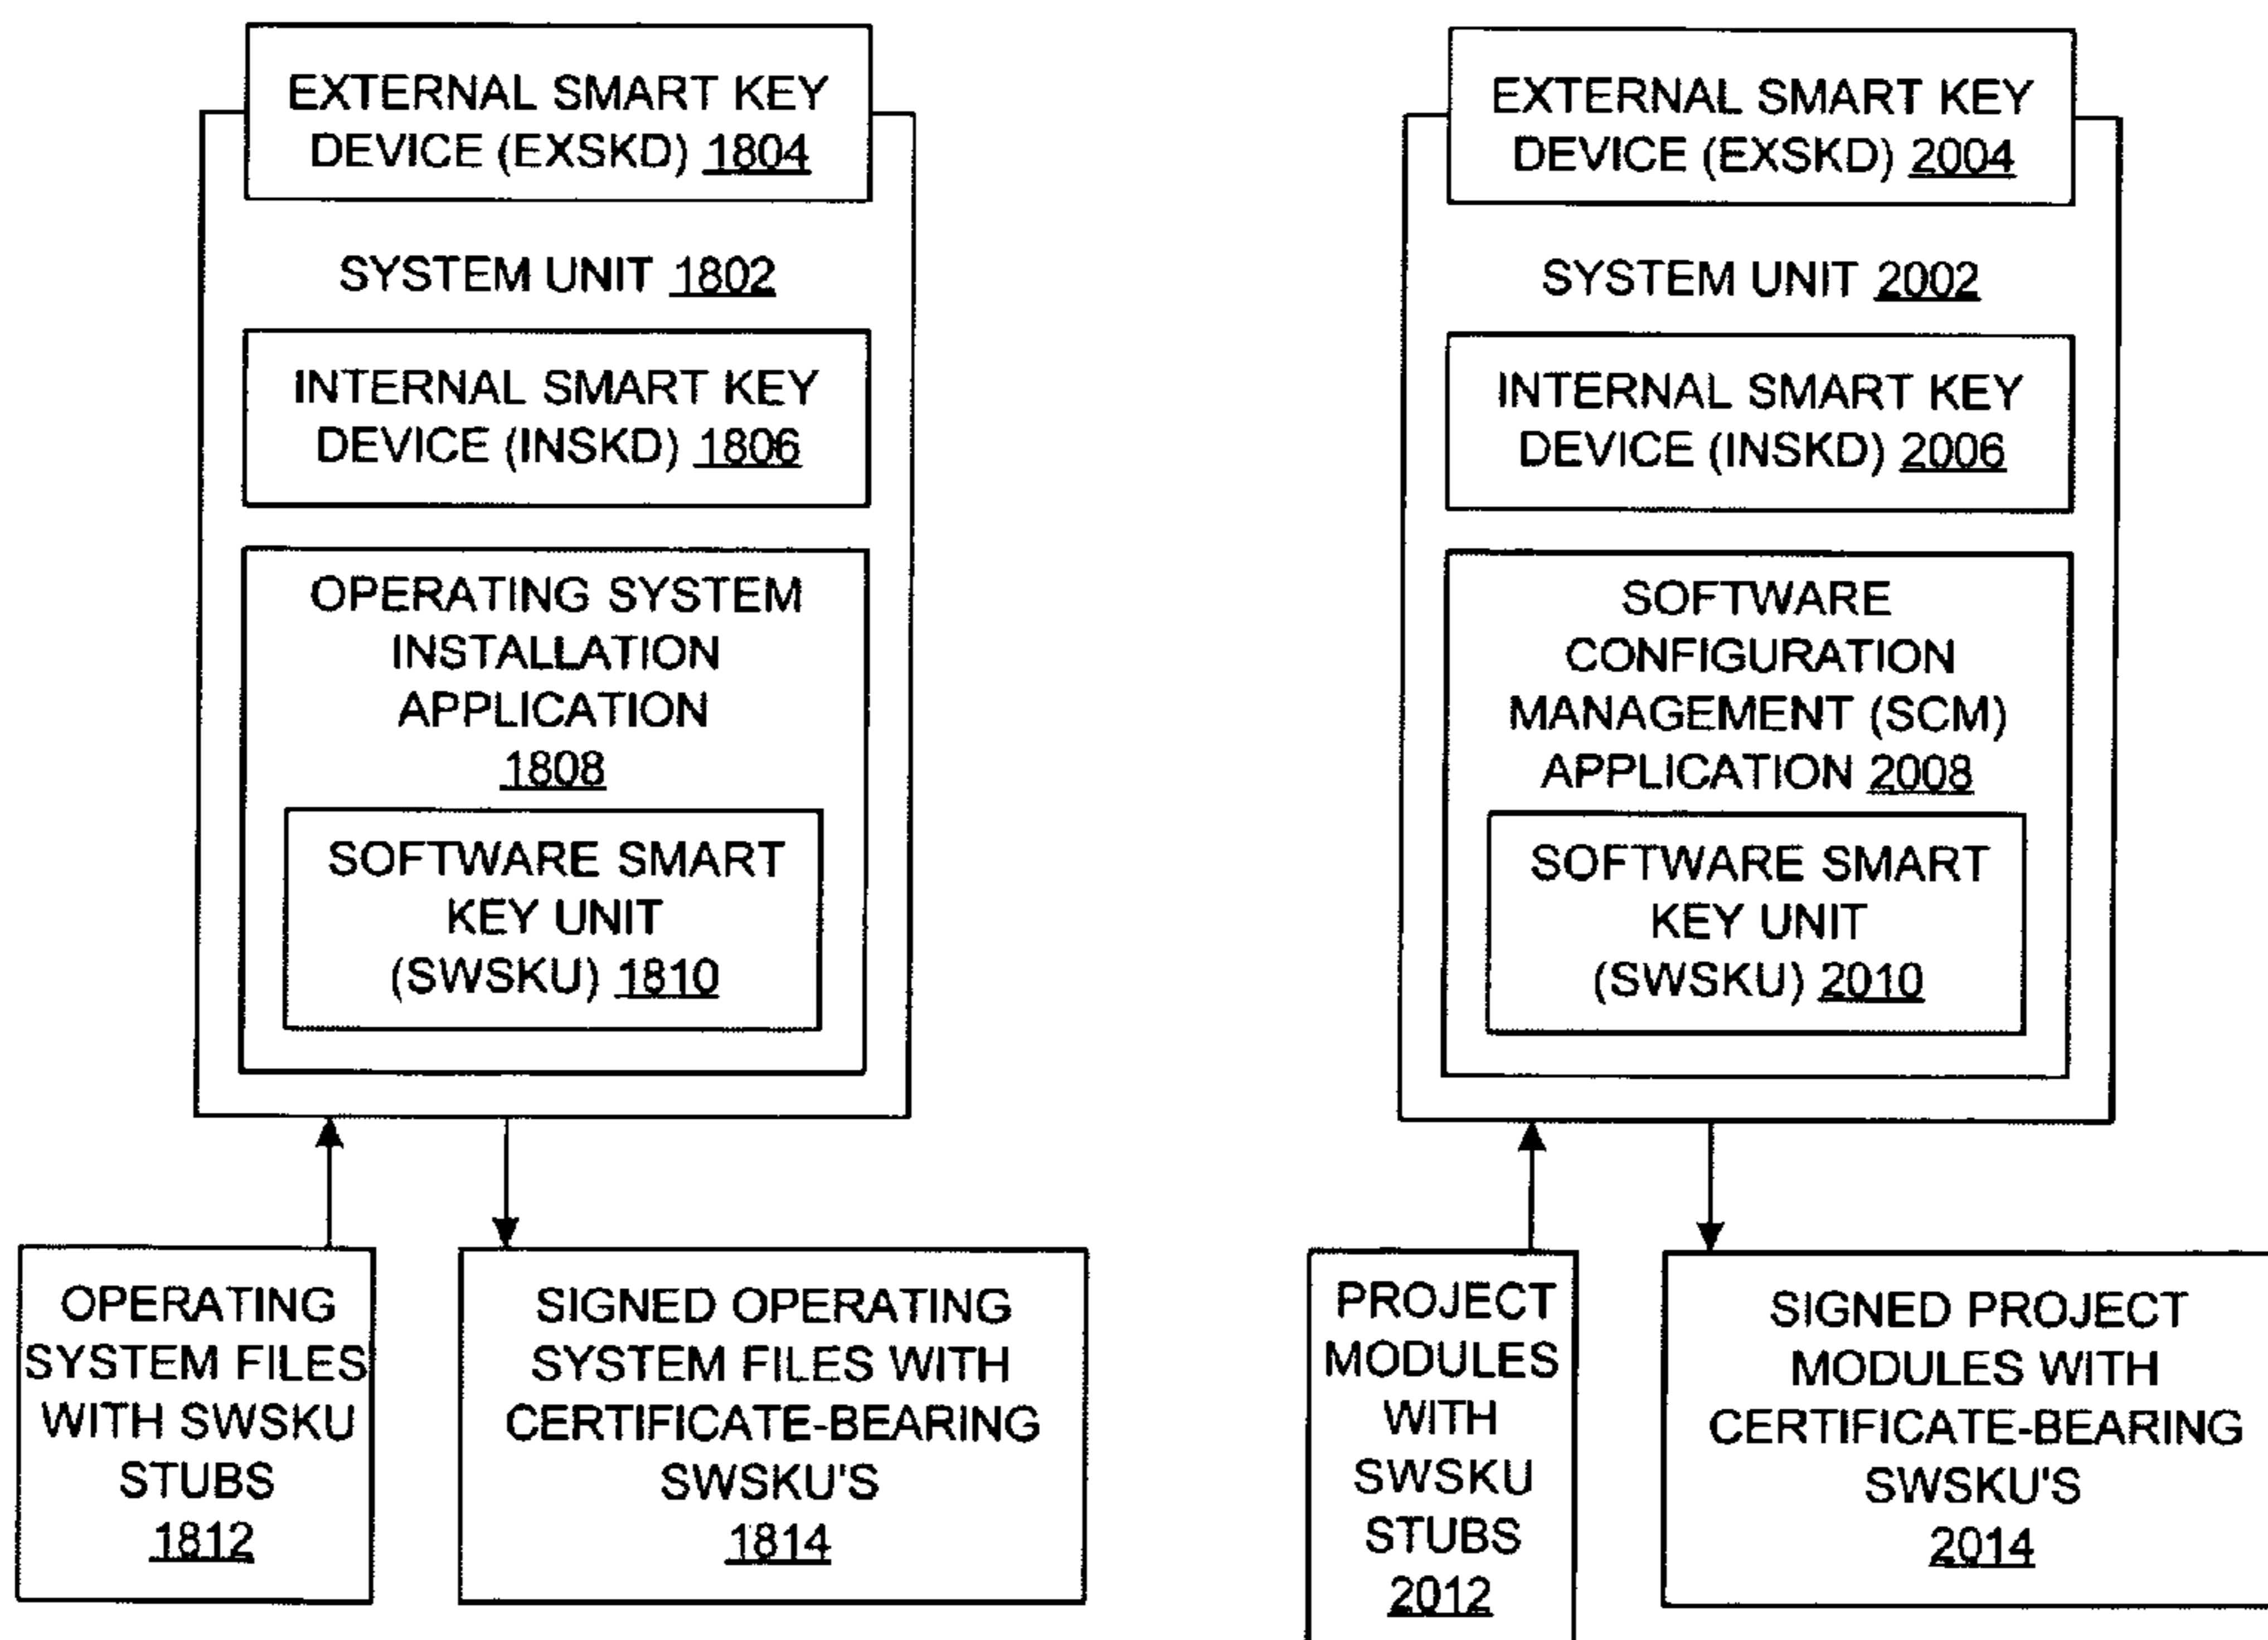 EXTERNAL SMART KEY
DEVICE (EXSKD) 1804
SYSTEM UNIT 1802
INTERNAL SMART KEY
DEVICE (INSKD) 1806
OPERATING SYSTEM
INSTALLATION
APPLICATION
1808
SOFTWARE SMART
KEY UNIT
(SWSKU) 1810
OPERATING
SYSTEM FILES
WITH SWSKU
STUBS
1812
SIGNED OPERATING
SYSTEM FILES WITH
CERTIFICATE-BEARING
SWSKU'S
1814
EXTERNAL SMART KEY
DEVICE (EXSKD) 2004
SYSTEM UNIT 2002
INTERNAL SMART KEY
DEVICE (INSKD) 2006
SOFTWARE
CONFIGURATION
MANAGEMENT (SCM)
APPLICATION 2008
SOFTWARE SMART
KEY UNIT
(SWSKU) 2010
PROJECT
MODULES
WITH
SWSKU
STUBS
2012
SIGNED PROJECT
MODULES WITH
CERTIFICATE-BEARING
SWSKU'S
2014